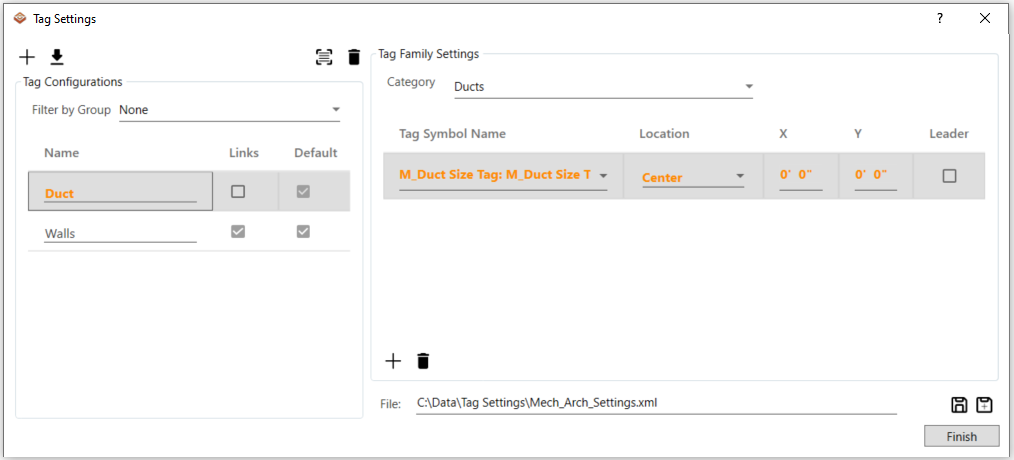 Tag Settings
?
Tag Configurations
Filter by Group None
Name Links Default
Duct
Walls
Tag Family Settings
Category Ducts
Tag Symbol Name Location X Y Leader
M_Duct Size Tag: M_Duct Size T Center 0' 0" 0' 0"
File: C:\Data\Tag Settings\Mech_Arch_Settings.xml
Finish